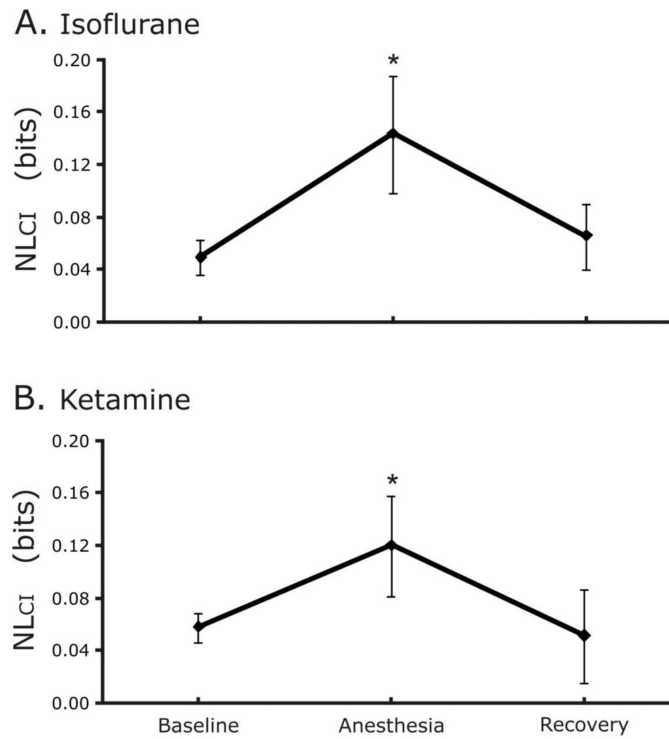 A. Isoflurane
*
0.20
0.16
0.12
0.08
0.04
0.00
NLCI (bits)
B. Ketamine
*
0.20
0.16
0.12
0.08
0.04
0.00
NLCI (bits)
Baseline Anesthesia Recovery